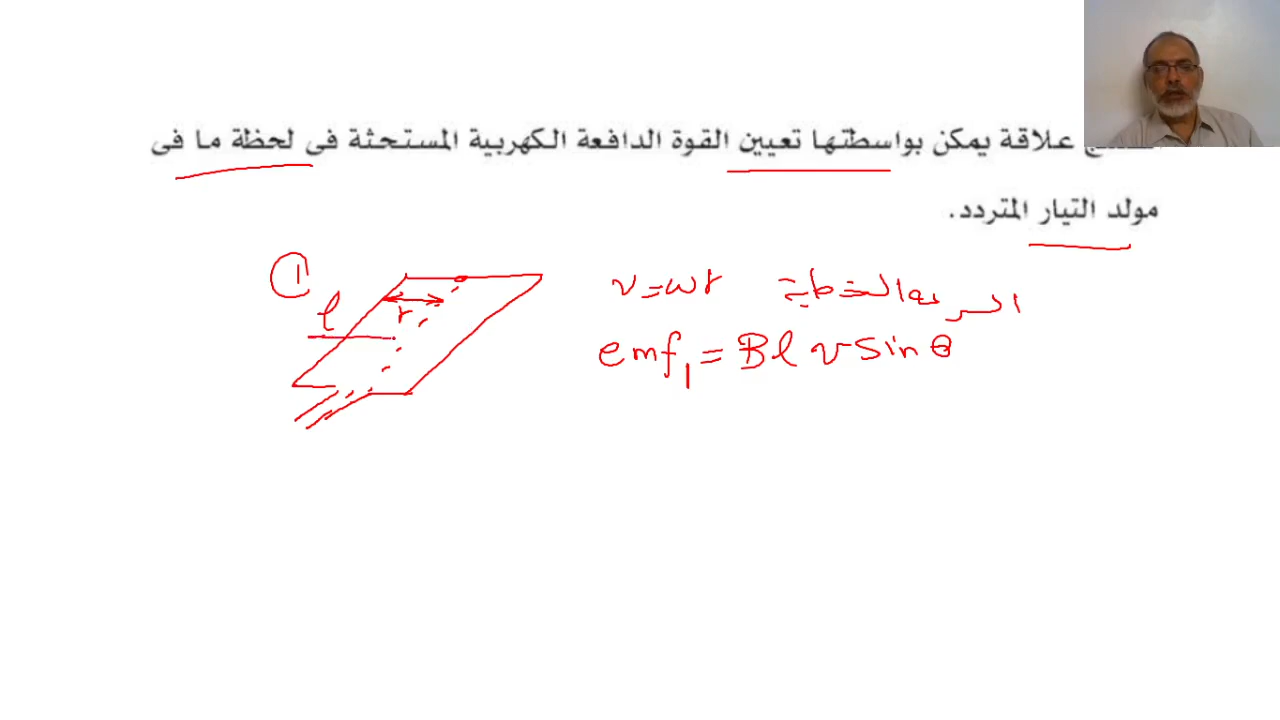 علاقة يمكن بواسطتها تعيين القوة الدافعة الكهربية المستحثة فى لحظة ما فى
مولد التيار المتردد.
①
l
r
v=ωr السرعة الخطية
emf₁ = Blv sin θ